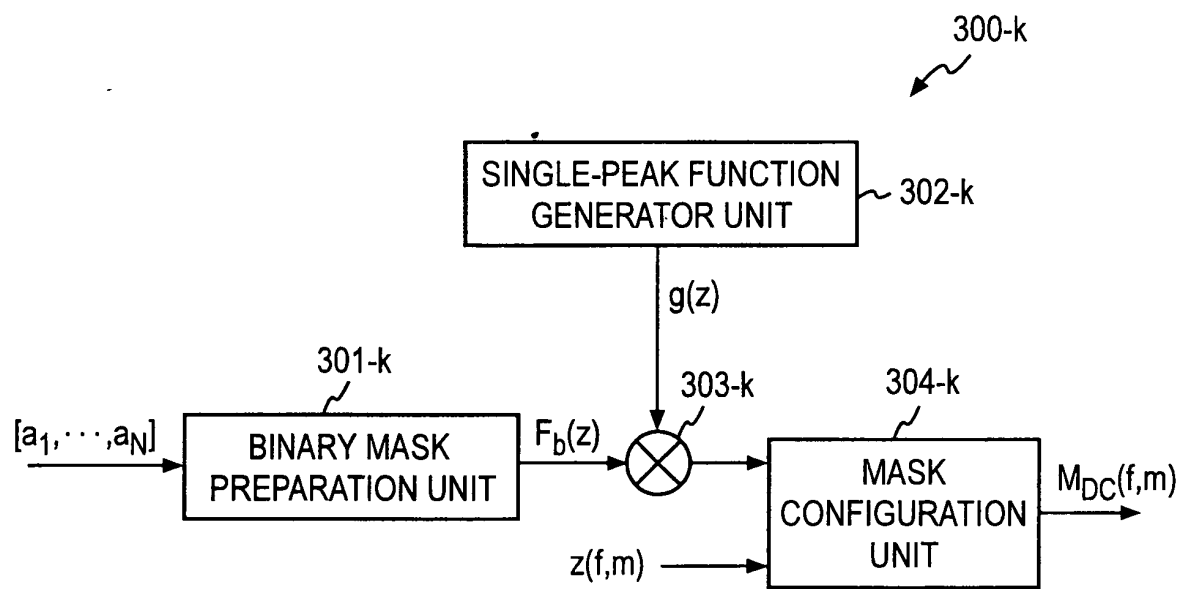 300-k
SINGLE-PEAK FUNCTION
GENERATOR UNIT
302-k
g(z)
301-k
303-k
304-k
[a1,···,aN]
BINARY MASK
PREPARATION UNIT
Fb(z)
MASK
CONFIGURATION
UNIT
MDC(f,m)
z(f,m)